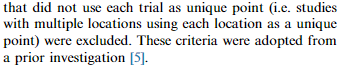 that did not use each trial as unique point (i.e. studies
with multiple locations using each location as a unique
point) were excluded. These criteria were adopted from
a prior investigation [5].